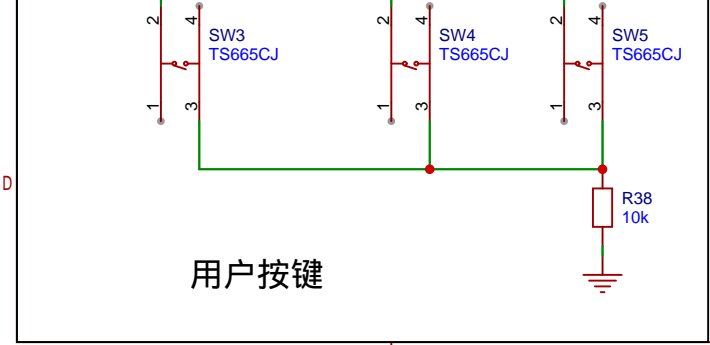 2 4 SW3 2 4 SW4 2 4 SW5
TS665CJ TS665CJ TS665CJ
1 3 1 3 1 3
D
R38
10k
用户按键